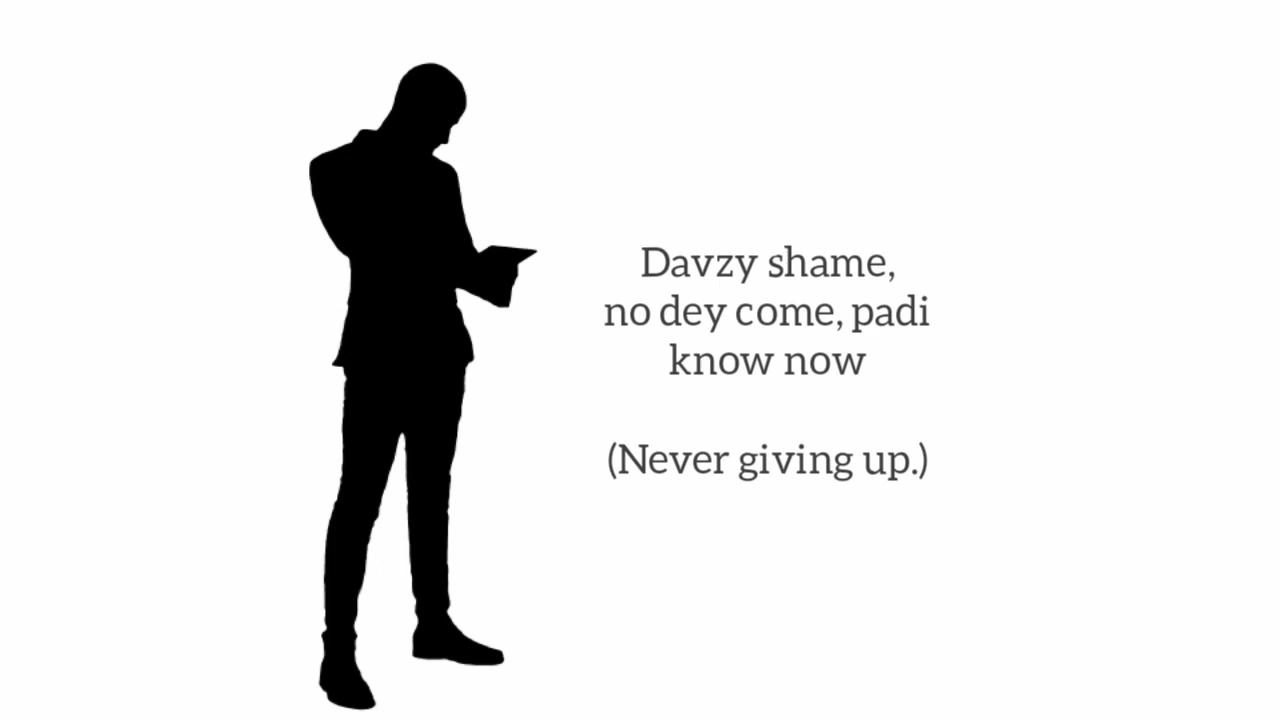 Davzy shame,
no dey come, padi
know now
(Never giving up.)